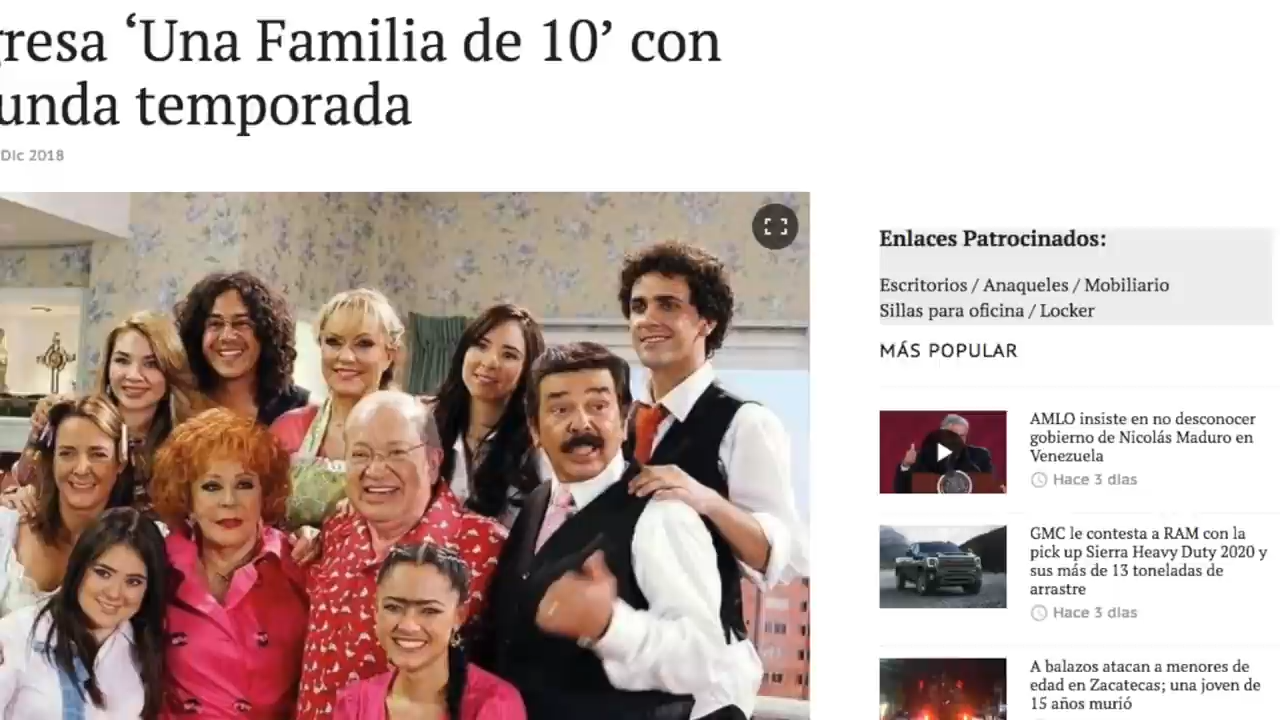 gresa ‘Una Familia de 10’ con
unda temporada
Dic 2018
Enlaces Patrocinados:
Escritorios / Anaqueles / Mobiliario
Sillas para oficina / Locker
MÁS POPULAR
AMLO insiste en no desconocer
gobierno de Nicolás Maduro en
Venezuela
Hace 3 días
GMC le contesta a RAM con la
pick up Sierra Heavy Duty 2020 y
sus más de 13 toneladas de
arrastre
Hace 3 días
A balazos atacan a menores de
edad en Zacatecas; una joven de
15 años murió